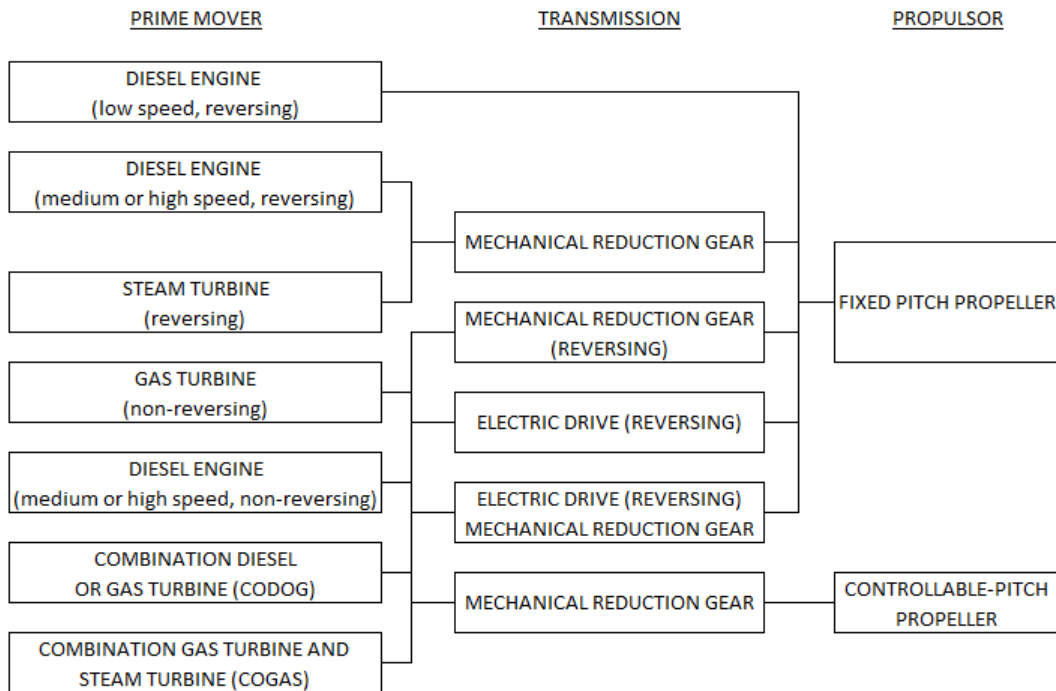 PRIME MOVER
TRANSMISSION
PROPULSOR
DIESEL ENGINE
(low speed, reversing)
DIESEL ENGINE
(medium or high speed, reversing)
STEAM TURBINE
(reversing)
GAS TURBINE
(non-reversing)
DIESEL ENGINE
(medium or high speed, non-reversing)
COMBINATION DIESEL
OR GAS TURBINE (CODOG)
COMBINATION GAS TURBINE AND
STEAM TURBINE (COGAS)
MECHANICAL REDUCTION GEAR
MECHANICAL REDUCTION GEAR
(REVERSING)
ELECTRIC DRIVE (REVERSING)
ELECTRIC DRIVE (REVERSING)
MECHANICAL REDUCTION GEAR
MECHANICAL REDUCTION GEAR
FIXED PITCH PROPELLER
CONTROLLABLE-PITCH
PROPELLER